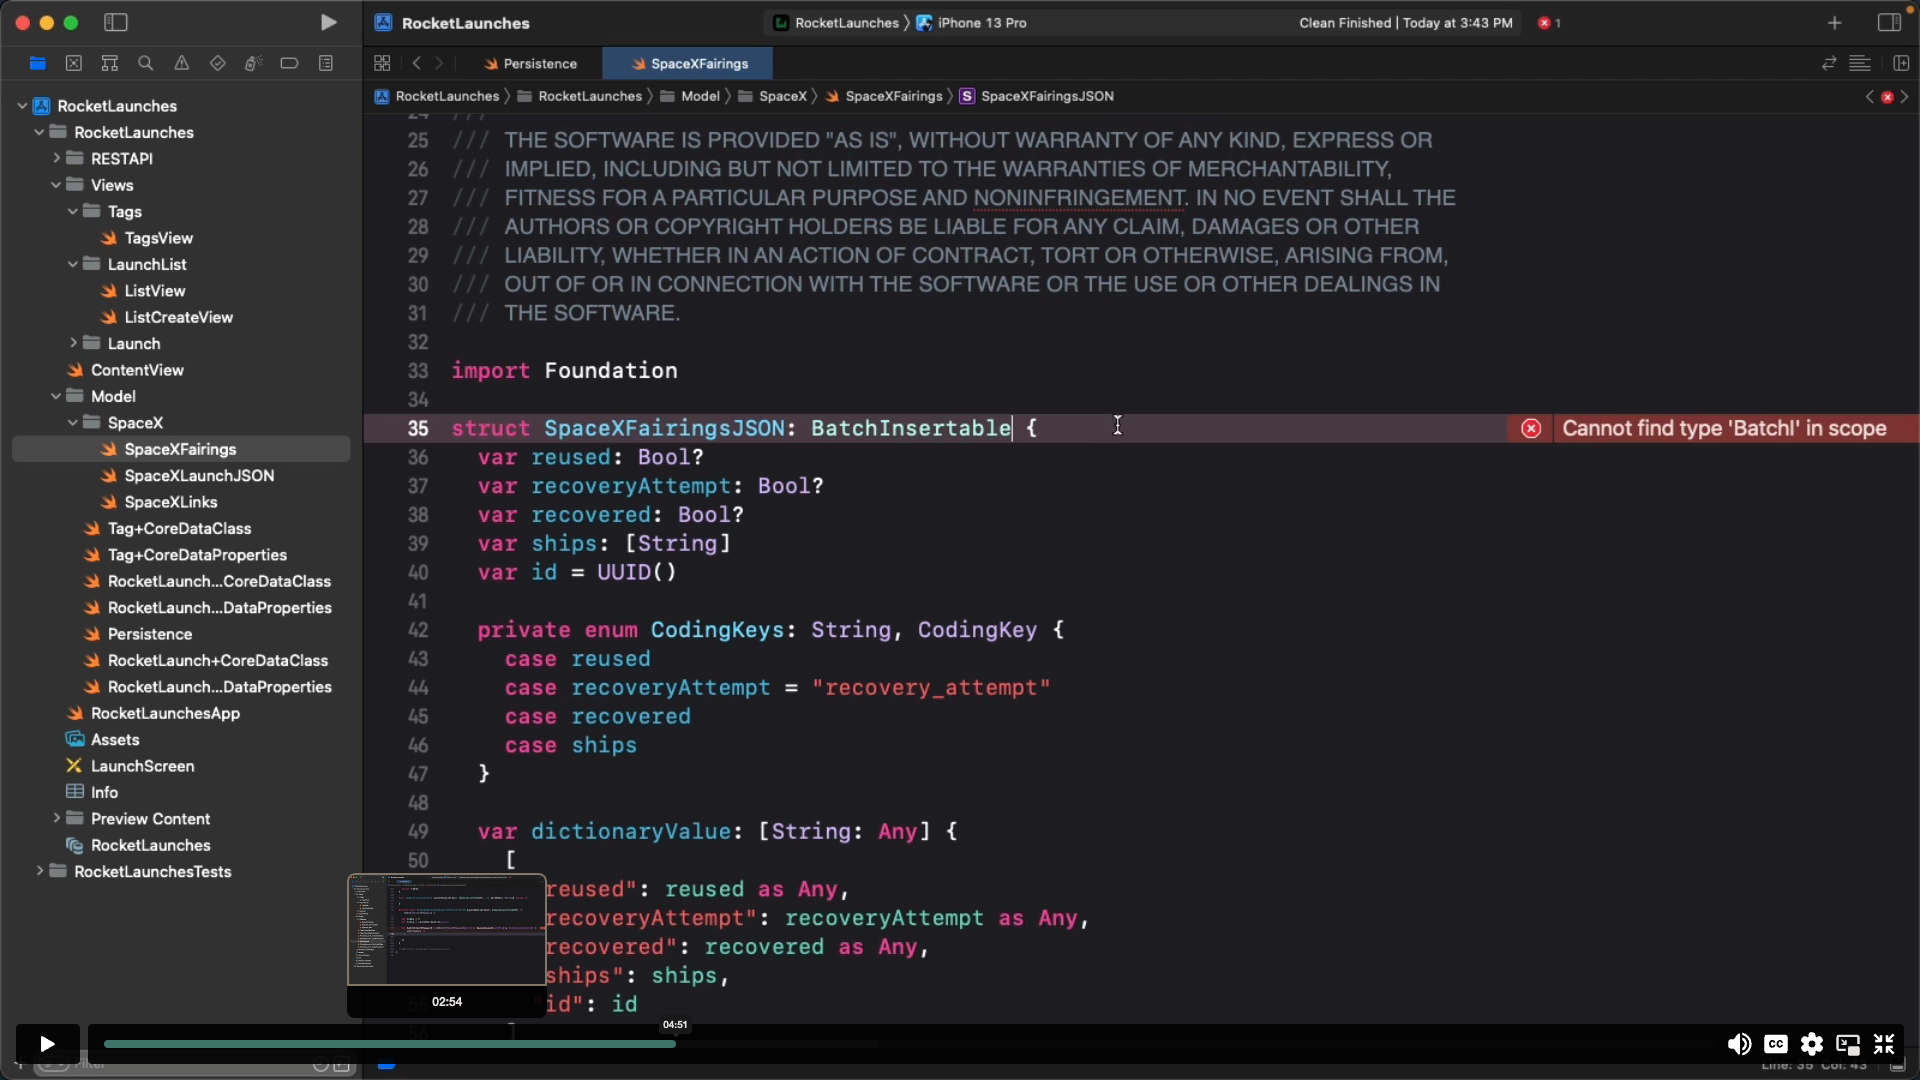 RocketLaunches
RocketLaunches 〉 iPhone 13 Pro
Clean Finished | Today at 3:43 PM
1
Persistence
SpaceXFairings
RocketLaunches 〉 RocketLaunches 〉 Model 〉 SpaceX 〉 SpaceXFairings 〉 S SpaceXFairingsJSON
RocketLaunches
RocketLaunches
RESTAPI
Views
Tags
TagsView
LaunchList
ListView
ListCreateView
Launch
ContentView
Model
SpaceX
SpaceXFairings
SpaceXLaunchJSON
SpaceXLinks
Tag+CoreDataClass
Tag+CoreDataProperties
RocketLaunch...CoreDataClass
RocketLaunch...DataProperties
Persistence
RocketLaunch+CoreDataClass
RocketLaunch...DataProperties
RocketLaunchesApp
Assets
LaunchScreen
Info
Preview Content
RocketLaunches
RocketLaunchesTests
Filter
24 ///
25 /// THE SOFTWARE IS PROVIDED "AS IS", WITHOUT WARRANTY OF ANY KIND, EXPRESS OR
26 /// IMPLIED, INCLUDING BUT NOT LIMITED TO THE WARRANTIES OF MERCHANTABILITY,
27 /// FITNESS FOR A PARTICULAR PURPOSE AND NONINFRINGEMENT. IN NO EVENT SHALL THE
28 /// AUTHORS OR COPYRIGHT HOLDERS BE LIABLE FOR ANY CLAIM, DAMAGES OR OTHER
29 /// LIABILITY, WHETHER IN AN ACTION OF CONTRACT, TORT OR OTHERWISE, ARISING FROM,
30 /// OUT OF OR IN CONNECTION WITH THE SOFTWARE OR THE USE OR OTHER DEALINGS IN
31 /// THE SOFTWARE.
32
33 import Foundation
34
35 struct SpaceXFairingsJSON: BatchInsertable {
Cannot find type 'BatchI' in scope
36 var reused: Bool?
37 var recoveryAttempt: Bool?
38 var recovered: Bool?
39 var ships: [String]
40 var id = UUID()
41
42 private enum CodingKeys: String, CodingKey {
43 case reused
44 case recoveryAttempt = "recovery_attempt"
45 case recovered
46 case ships
47 }
48
49 var dictionaryValue: [String: Any] {
50 [
reused": reused as Any,
recoveryAttempt": recoveryAttempt as Any,
recovered": recovered as Any,
ships": ships,
55 "id": id
56 ]
02:54
04:51
CC
Line: 35 Col: 43